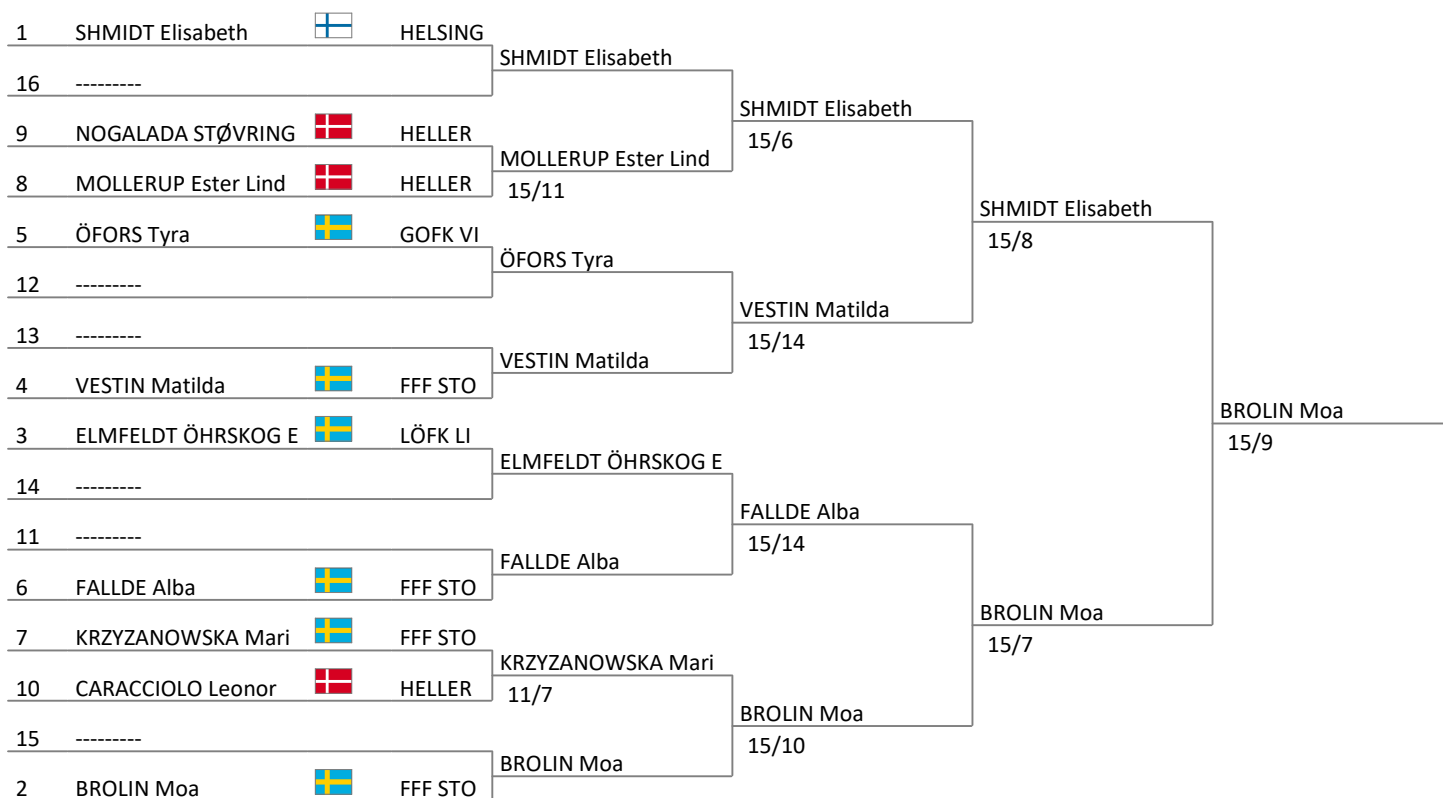 1 SHMIDT Elisabeth HELSING
SHMIDT Elisabeth
16 ---------
SHMIDT Elisabeth
15/6
9 NOGALADA STØVRING HELLER
MOLLERUP Ester Lind
15/11
8 MOLLERUP Ester Lind HELLER
SHMIDT Elisabeth
15/8
5 ÖFORS Tyra GOFK VI
ÖFORS Tyra
12 ---------
VESTIN Matilda
15/14
13 ---------
VESTIN Matilda
4 VESTIN Matilda FFF STO
BROLIN Moa
15/9
3 ELMFELDT ÖHRSKOG E LÖFK LI
ELMFELDT ÖHRSKOG E
14 ---------
FALLDE Alba
15/14
11 ---------
FALLDE Alba
6 FALLDE Alba FFF STO
BROLIN Moa
15/7
7 KRZYZANOWSKA Mari FFF STO
KRZYZANOWSKA Mari
11/7
10 CARACCIOLO Leonor HELLER
BROLIN Moa
15/10
15 ---------
BROLIN Moa
2 BROLIN Moa FFF STO